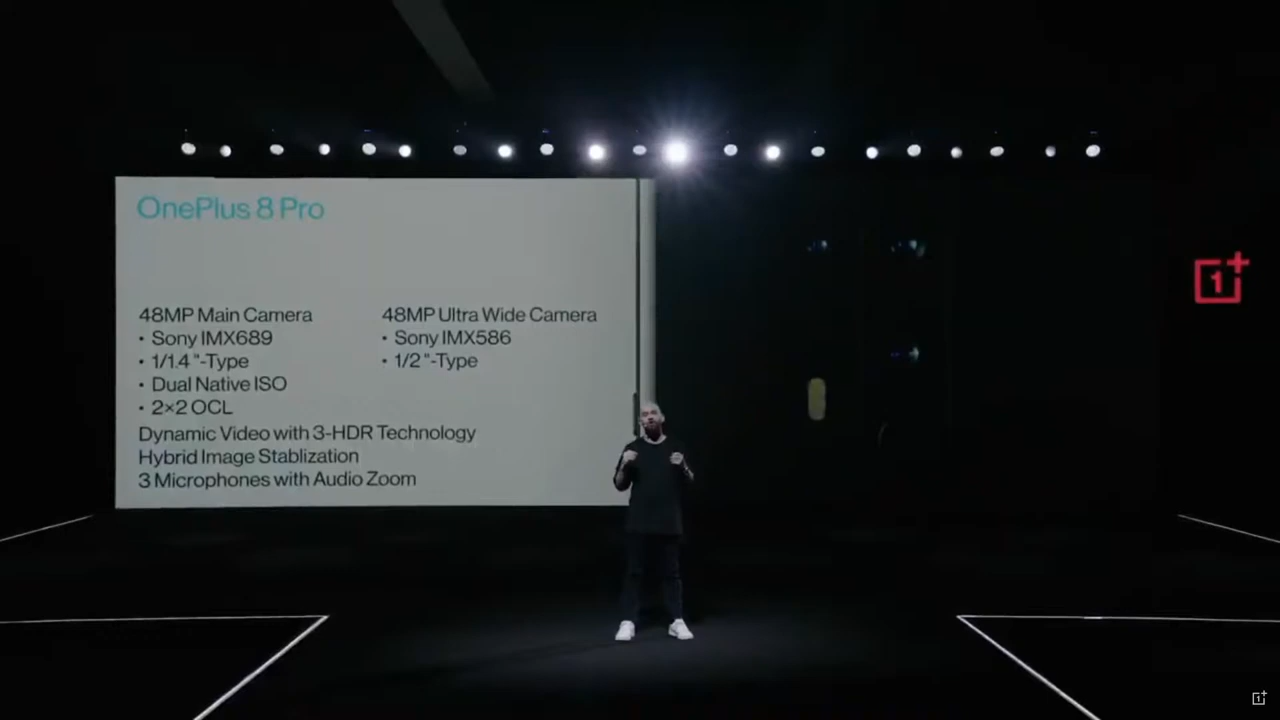 OnePlus 8 Pro
48MP Main Camera
• Sony IMX689
• 1/1.4 "-Type
• Dual Native ISO
• 2×2 OCL
48MP Ultra Wide Camera
• Sony IMX586
• 1/2 "-Type
Dynamic Video with 3-HDR Technology
Hybrid Image Stablization
3 Microphones with Audio Zoom
1+
1+